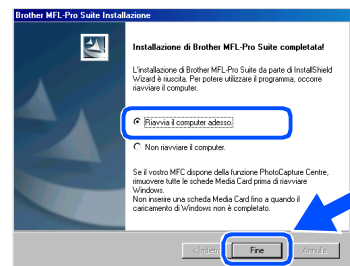 Brother MFL-Pro Suite Installazione
Installazione di Brother MFL-Pro Suite completata!
L'installazione di Brother MFL-Pro Suite da parte di InstallShield
Wizard è riuscita. Per potere utilizzare il programma, occorre
riavviare il computer.
Riavvia il computer adesso.
Non riavviare il computer.
Se il vostro MFC dispone della funzione PhotoCapture Centre,
rimuovere tutte le schede Media Card prima di riavviare
Windows.
Non inserire una scheda Media Card fino a quando il
caricamento di Windows non è completato.
< Indietro Fine Annulla